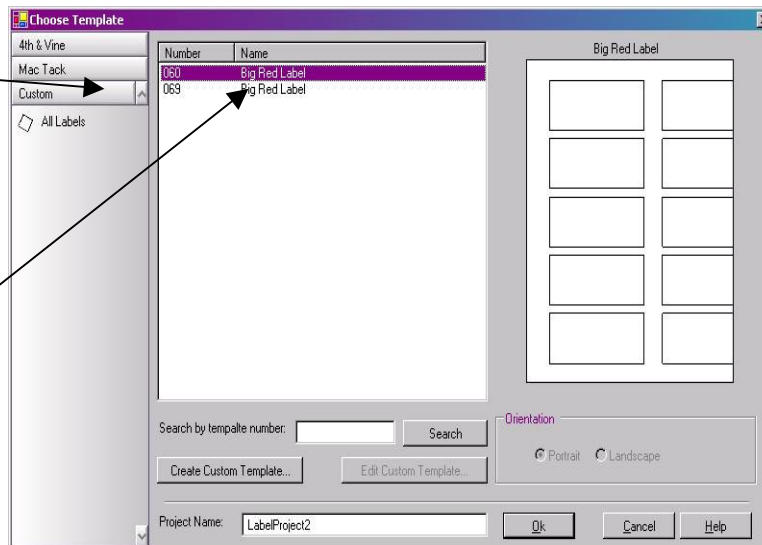 Choose Template
4th & Vine
Mac Tack
Custom
All Labels
Number Name
060 Big Red Label
069 Big Red Label
Big Red Label
Search by tempalte number:
Search
Create Custom Template...
Edit Custom Template...
Orientation
Portrait Landscape
Project Name: LabelProject2
Ok Cancel Help